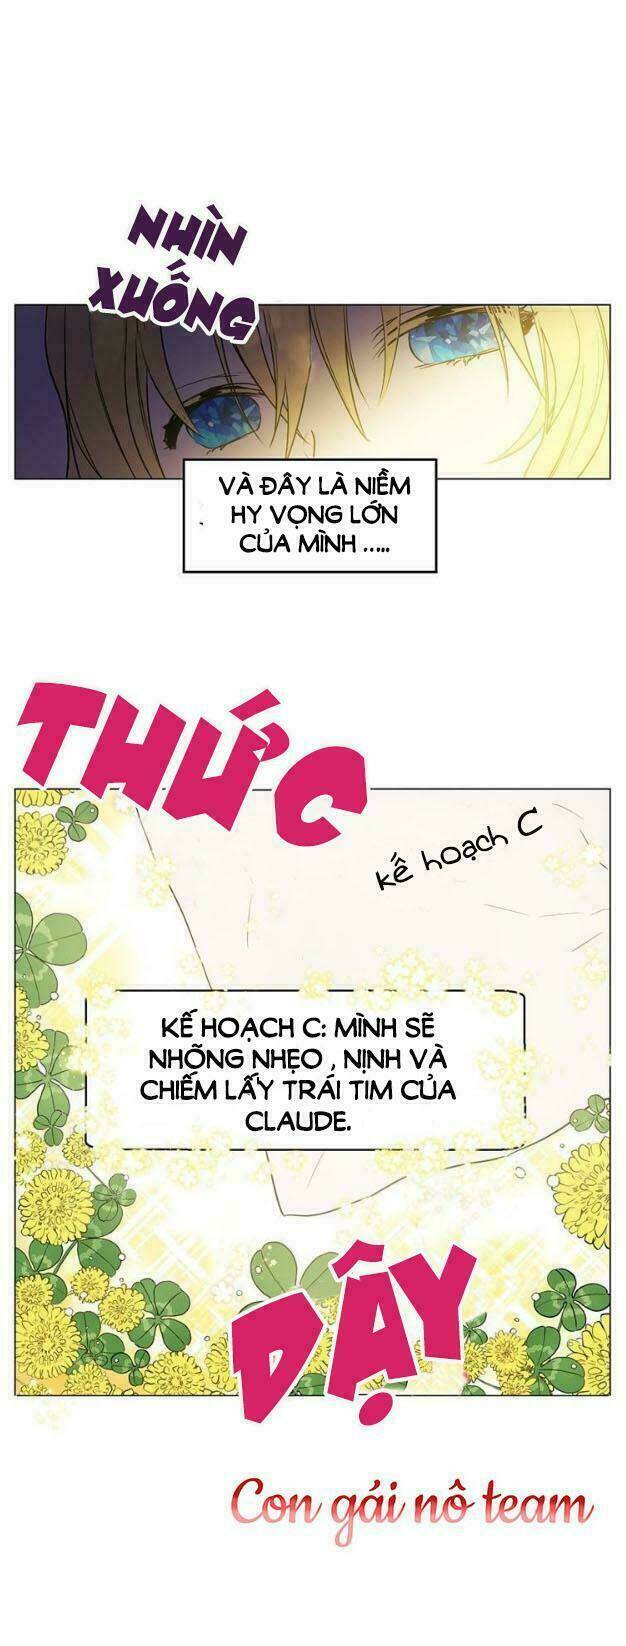 NHÌN
XUỐNG
VÀ ĐÂY LÀ NIỀM
HY VỌNG LỚN
CỦA MÌNH .....
THỨC
kế hoạch C
KẾ HOẠCH C: MÌNH SẼ
NHÕNG NHẼO , NỊNH VÀ
CHIẾM LẤY TRÁI TIM CỦA
CLAUDE.
DẬY
Con gái nô team